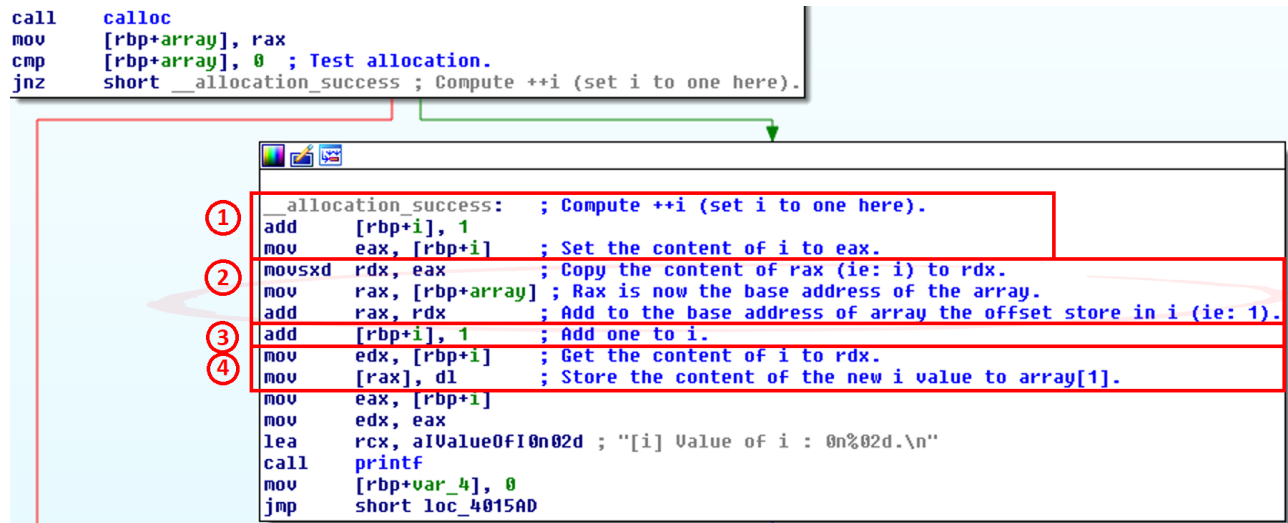 call calloc
mov [rbp+array], rax
cmp [rbp+array], 0 ; Test allocation.
jnz short __allocation_success ; Compute ++i (set i to one here).
__allocation_success: ; Compute ++i (set i to one here).
1
add [rbp+i], 1
mov eax, [rbp+i] ; Set the content of i to eax.
2
movsxd rdx, eax ; Copy the content of rax (ie: i) to rdx.
mov rax, [rbp+array] ; Rax is now the base address of the array.
add rax, rdx ; Add to the base address of array the offset store in i (ie: 1).
3
add [rbp+i], 1 ; Add one to i.
4
mov edx, [rbp+i] ; Get the content of i to rdx.
mov [rax], dl ; Store the content of the new i value to array[1].
mov eax, [rbp+i]
mov edx, eax
lea rcx, aIValueOfI0n02d ; "[i] Value of i : 0n%02d.\n"
call printf
mov [rbp+var_4], 0
jmp short loc_4015AD